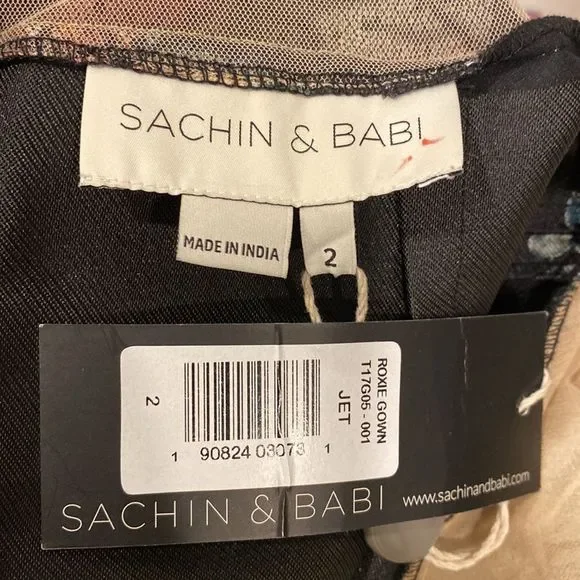 SACHIN & BABI
MADE IN INDIA
2
2
1 90824 03073 1
ROXIE GOWN
T17G05 - 001
JET
SACHIN & BABI
www.sachinandbabi.com